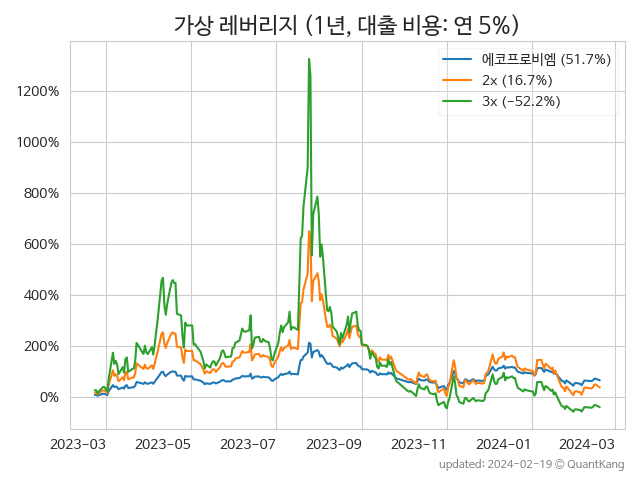 가상 레버리지 (1년, 대출 비용: 연 5%)
에코프로비엠 (51.7%)
2x (16.7%)
3x (−52.2%)
1200%
1000%
800%
600%
400%
200%
0%
2023-03 2023-05 2023-07 2023-09 2023-11 2024-01 2024-03
updated: 2024-02-19 © QuantKang